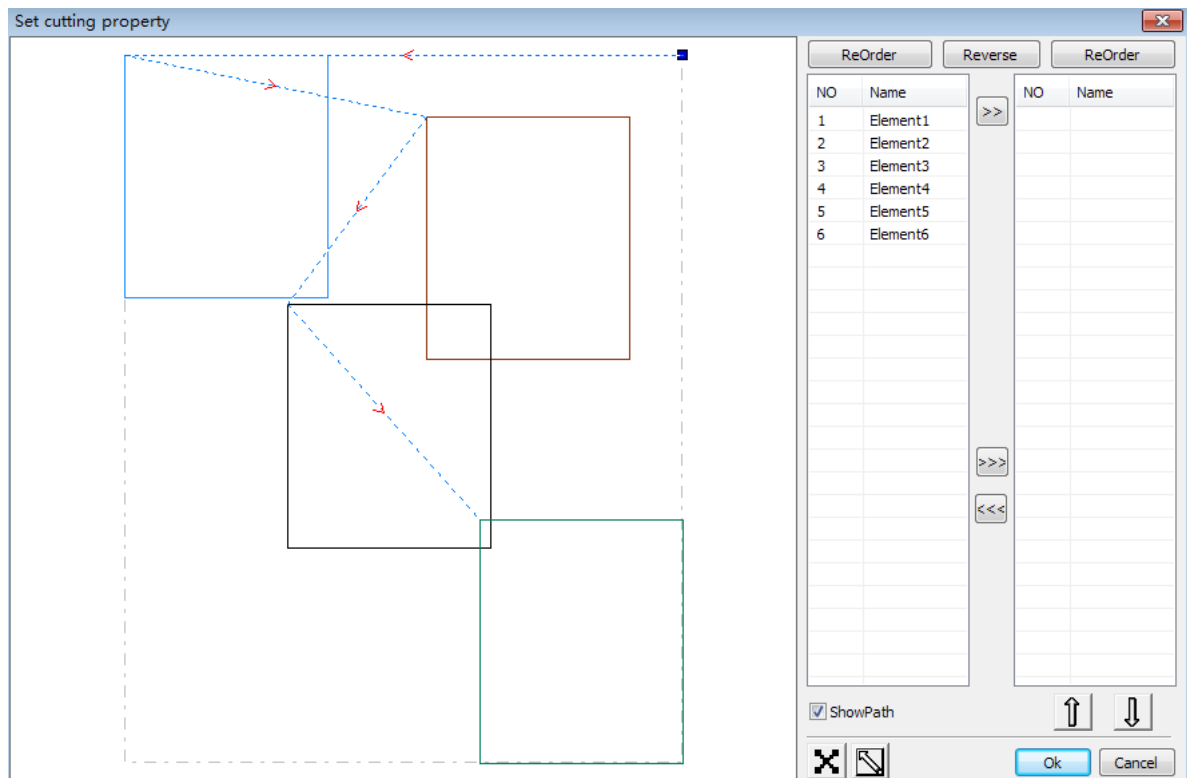 Set cutting property
ReOrder Reverse ReOrder
NO Name >> NO Name
1 Element1
2 Element2
3 Element3
4 Element4
5 Element5
6 Element6
>>>
<<<
ShowPath
Ok Cancel